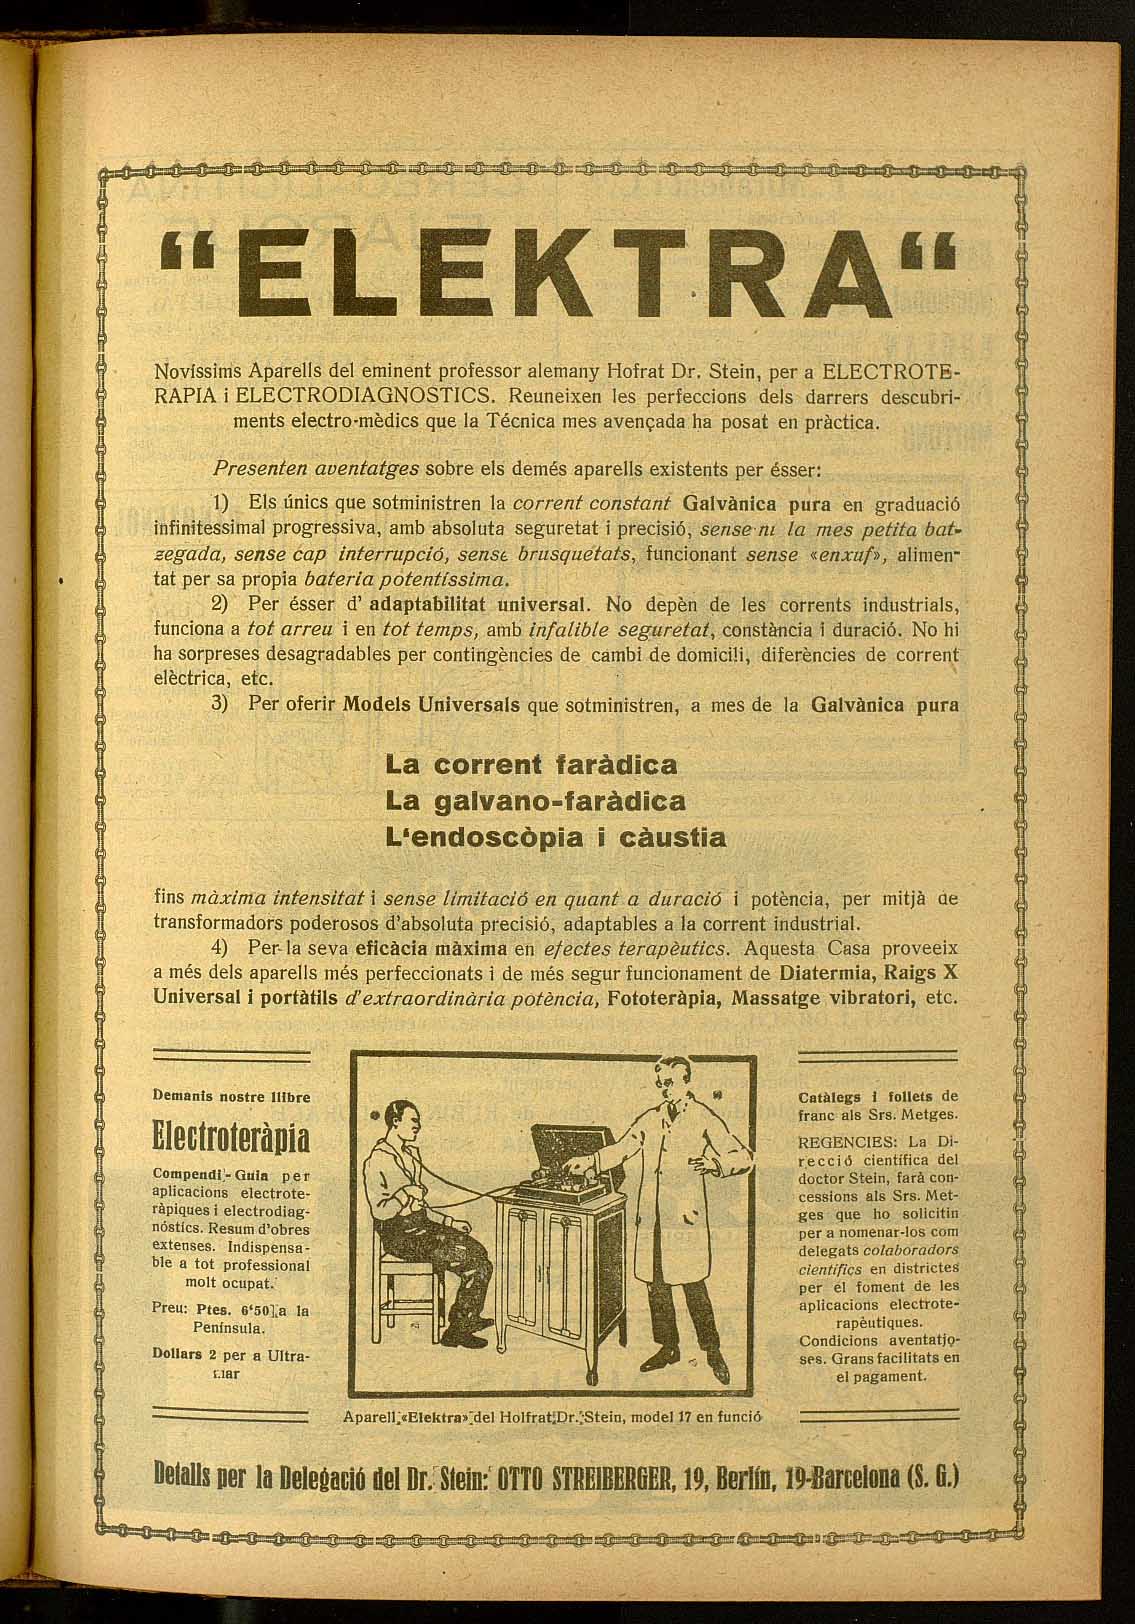 “ELEKTRA“
Novíssims Aparells del eminent professor alemany Hofrat Dr. Stein, per a ELECTROTE-
RAPIA i ELECTRODIAGNOSTICS. Reuneixen les perfeccions dels darrers descubri-
ments electro-mèdics que la Técnica mes avençada ha posat en pràctica.
Presenten aventatges sobre els demés aparells existents per ésser:
1) Els únics que sotministren la corrent constant Galvànica pura en graduació
infinitessimal progressiva, amb absoluta seguretat i precisió, sense ni la mes petita bat-
zegada, sense cap interrupció, sense brusquetats, funcionant sense «enxuf», alimen-
tat per sa propia bateria potentíssima.
2) Per ésser d' adaptabilitat universal. No depèn de les corrents industrials,
funciona a tot arreu i en tot temps, amb infalible seguretat, constància i duració. No hi
ha sorpreses desagradables per contingències de cambi de domicili, diferències de corrent
elèctrica, etc.
3) Per oferir Models Universals que sotministren, a mes de la Galvànica pura
La corrent faràdica
La galvano-faràdica
L‘endoscòpia i càustia
fins màxima intensitat i sense limitació en quant a duració i potència, per mitjà de
transformadors poderosos d'absoluta precisió, adaptables a la corrent industrial.
4) Per la seva eficàcia màxima en efectes terapèutics. Aquesta Casa proveeix
a més dels aparells més perfeccionats i de més segur funcionament de Diatermia, Raigs X
Universal i portàtils d'extraordinària potència, Fototeràpia, Massatge vibratori, etc.
Demanis nostre llibre
Electroteràpia
Compendi - Guia per
aplicacions electrote-
ràpiques i electrodiag-
nóstics. Resum d'obres
extenses. Indispensa-
ble a tot professional
molt ocupat.
Preu: Ptes. 6‘50 a la
Península.
Dollars 2 per a Ultra-
mar
Aparell «Elektra» del Holfrat Dr. Stein, model 17 en funció
Catàlegs i follets de
franc als Srs. Metges.
REGENCIES: La Di-
recció científica del
doctor Stein, farà con-
cessions als Srs. Met-
ges que ho solicitin
per a nomenar-los com
delegats colaboradors
científics en districtes
per el foment de les
aplicacions electrote-
rapèutiques.
Condicions aventatjo-
ses. Grans facilitats en
el pagament.
Detalls per la Delegació del Dr. Stein: OTTO STREIBERGER, 19, Berlín, 19-Barcelona (S. G.)